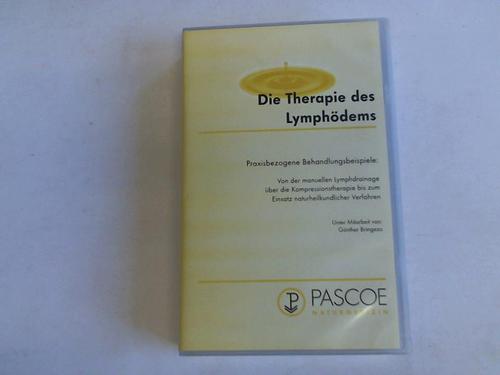 Die Therapie des
Lymphödems
Praxisbezogene Behandlungsbeispiele:
Von der manuellen Lymphdrainage
über die Kompressionstherapie bis zum
Einsatz naturheilkundlicher Verfahren
Unter Mitarbeit von:
Günther Bringezu
PASCOE
NATURMEDIZIN